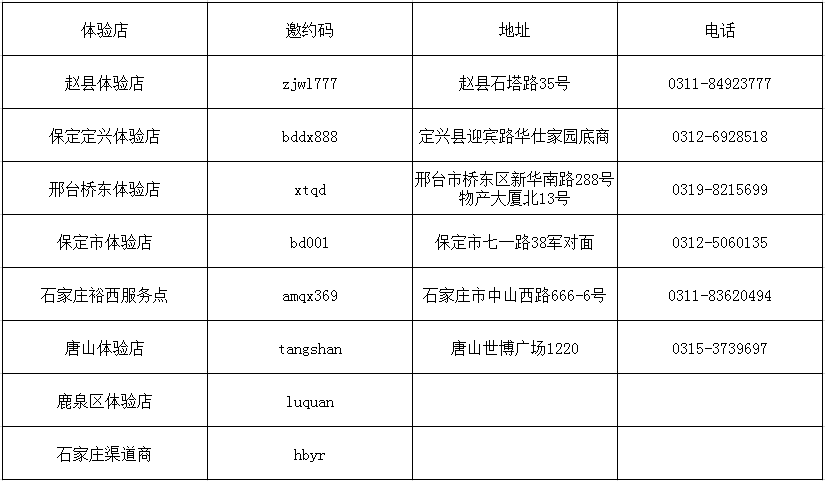 体验店 邀约码 地址 电话
赵县体验店 zjwl777 赵县石塔路35号 0311-84923777
保定定兴体验店 bddx888 定兴县迎宾路华仕家园底商 0312-6928518
邢台桥东体验店 xtqd 邢台市桥东区新华南路288号
物产大厦北13号 0319-8215699
保定市体验店 bd001 保定市七一路38军对面 0312-5060135
石家庄裕西服务点 amqx369 石家庄市中山西路666-6号 0311-83620494
唐山体验店 tangshan 唐山世博广场1220 0315-3739697
鹿泉区体验店 luquan
石家庄渠道商 hbyr